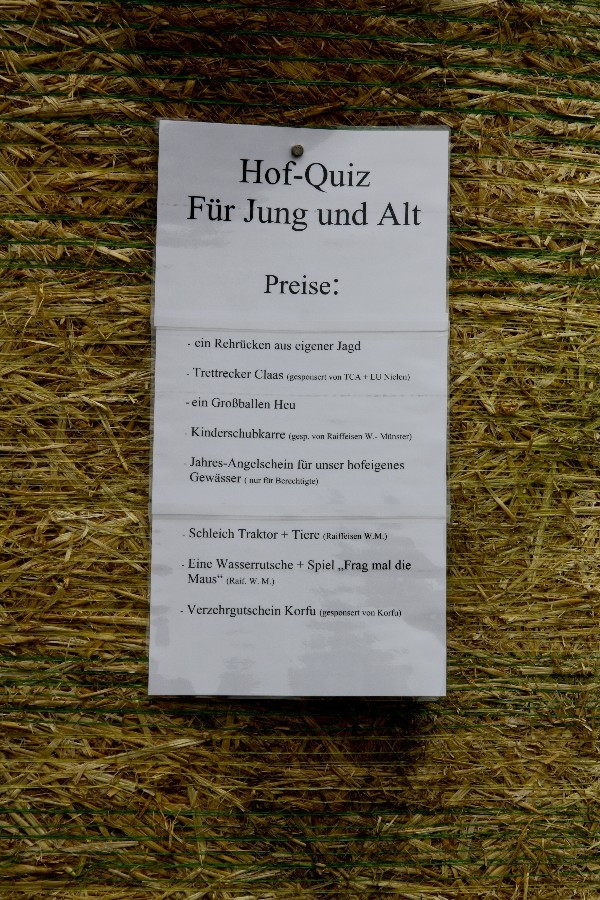 Hof-Quiz
Für Jung und Alt
Preise:
- ein Rehrücken aus eigener Jagd
- Trettrecker Claas (gesponsert von TCA + LU Nielen)
- ein Großballen Heu
- Kinderschubkarre (gesp. von Raiffeisen W.- Münster)
- Jahres-Angelschein für unser hofeigenes
Gewässer ( nur für Berechtigte)
- Schleich Traktor + Tiere (Raiffeisen W.M.)
- Eine Wasserrutsche + Spiel „Frag mal die
Maus“ (Raif. W. M.)
- Verzehrgutschein Korfu (gesponsert von Korfu)